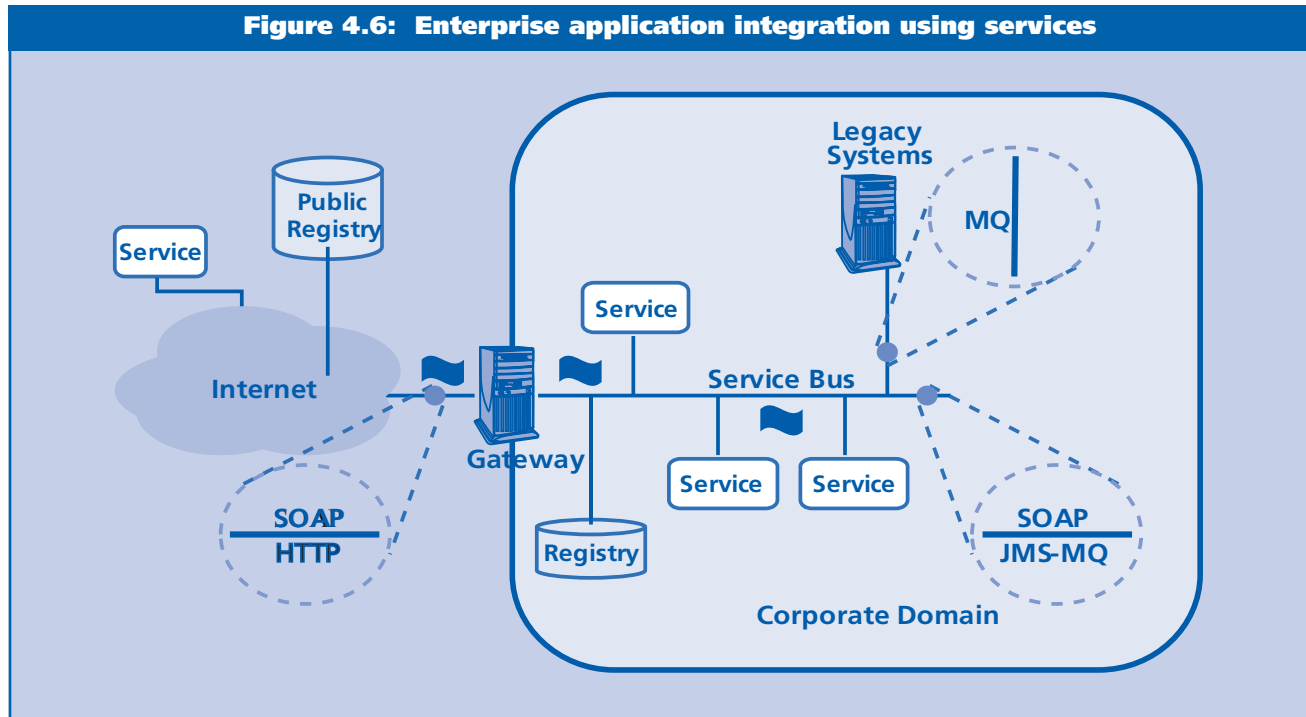 Figure 4.6: Enterprise application integration using services
Legacy
Systems
Public
Registry
MQ
Service
Service
Internet
Service Bus
Gateway
Service
Service
SOAP
HTTP
Registry
SOAP
JMS-MQ
Corporate Domain